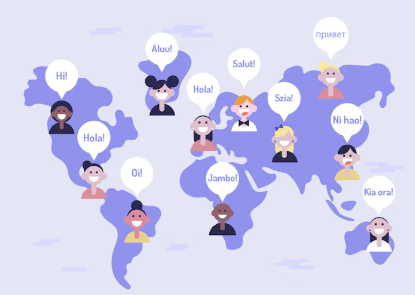 Hi!
Aluu!
Salut!
привет
Hola!
Szia!
Hola!
Ni hao!
Oi!
Jambo!
Kia ora!